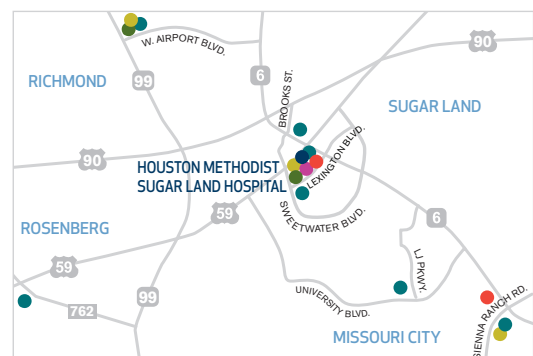 W. AIRPORT BLVD.
90
RICHMOND
99
6
BROOKS ST.
SUGAR LAND
LEXINGTON BLVD.
90
HOUSTON METHODIST
SUGAR LAND HOSPITAL
59
SWEETWATER BLVD.
6
ROSENBERG
LJ PKWY.
59
99
UNIVERSITY BLVD.
762
MISSOURI CITY
SIENNA RANCH RD.